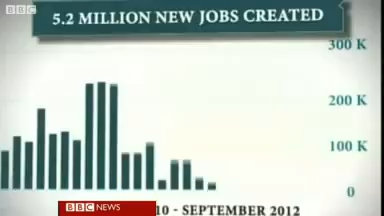 BBC
5.2 MILLION NEW JOBS CREATED
300 K
200 K
100 K
0
BBC NEWS
10 - SEPTEMBER 2012